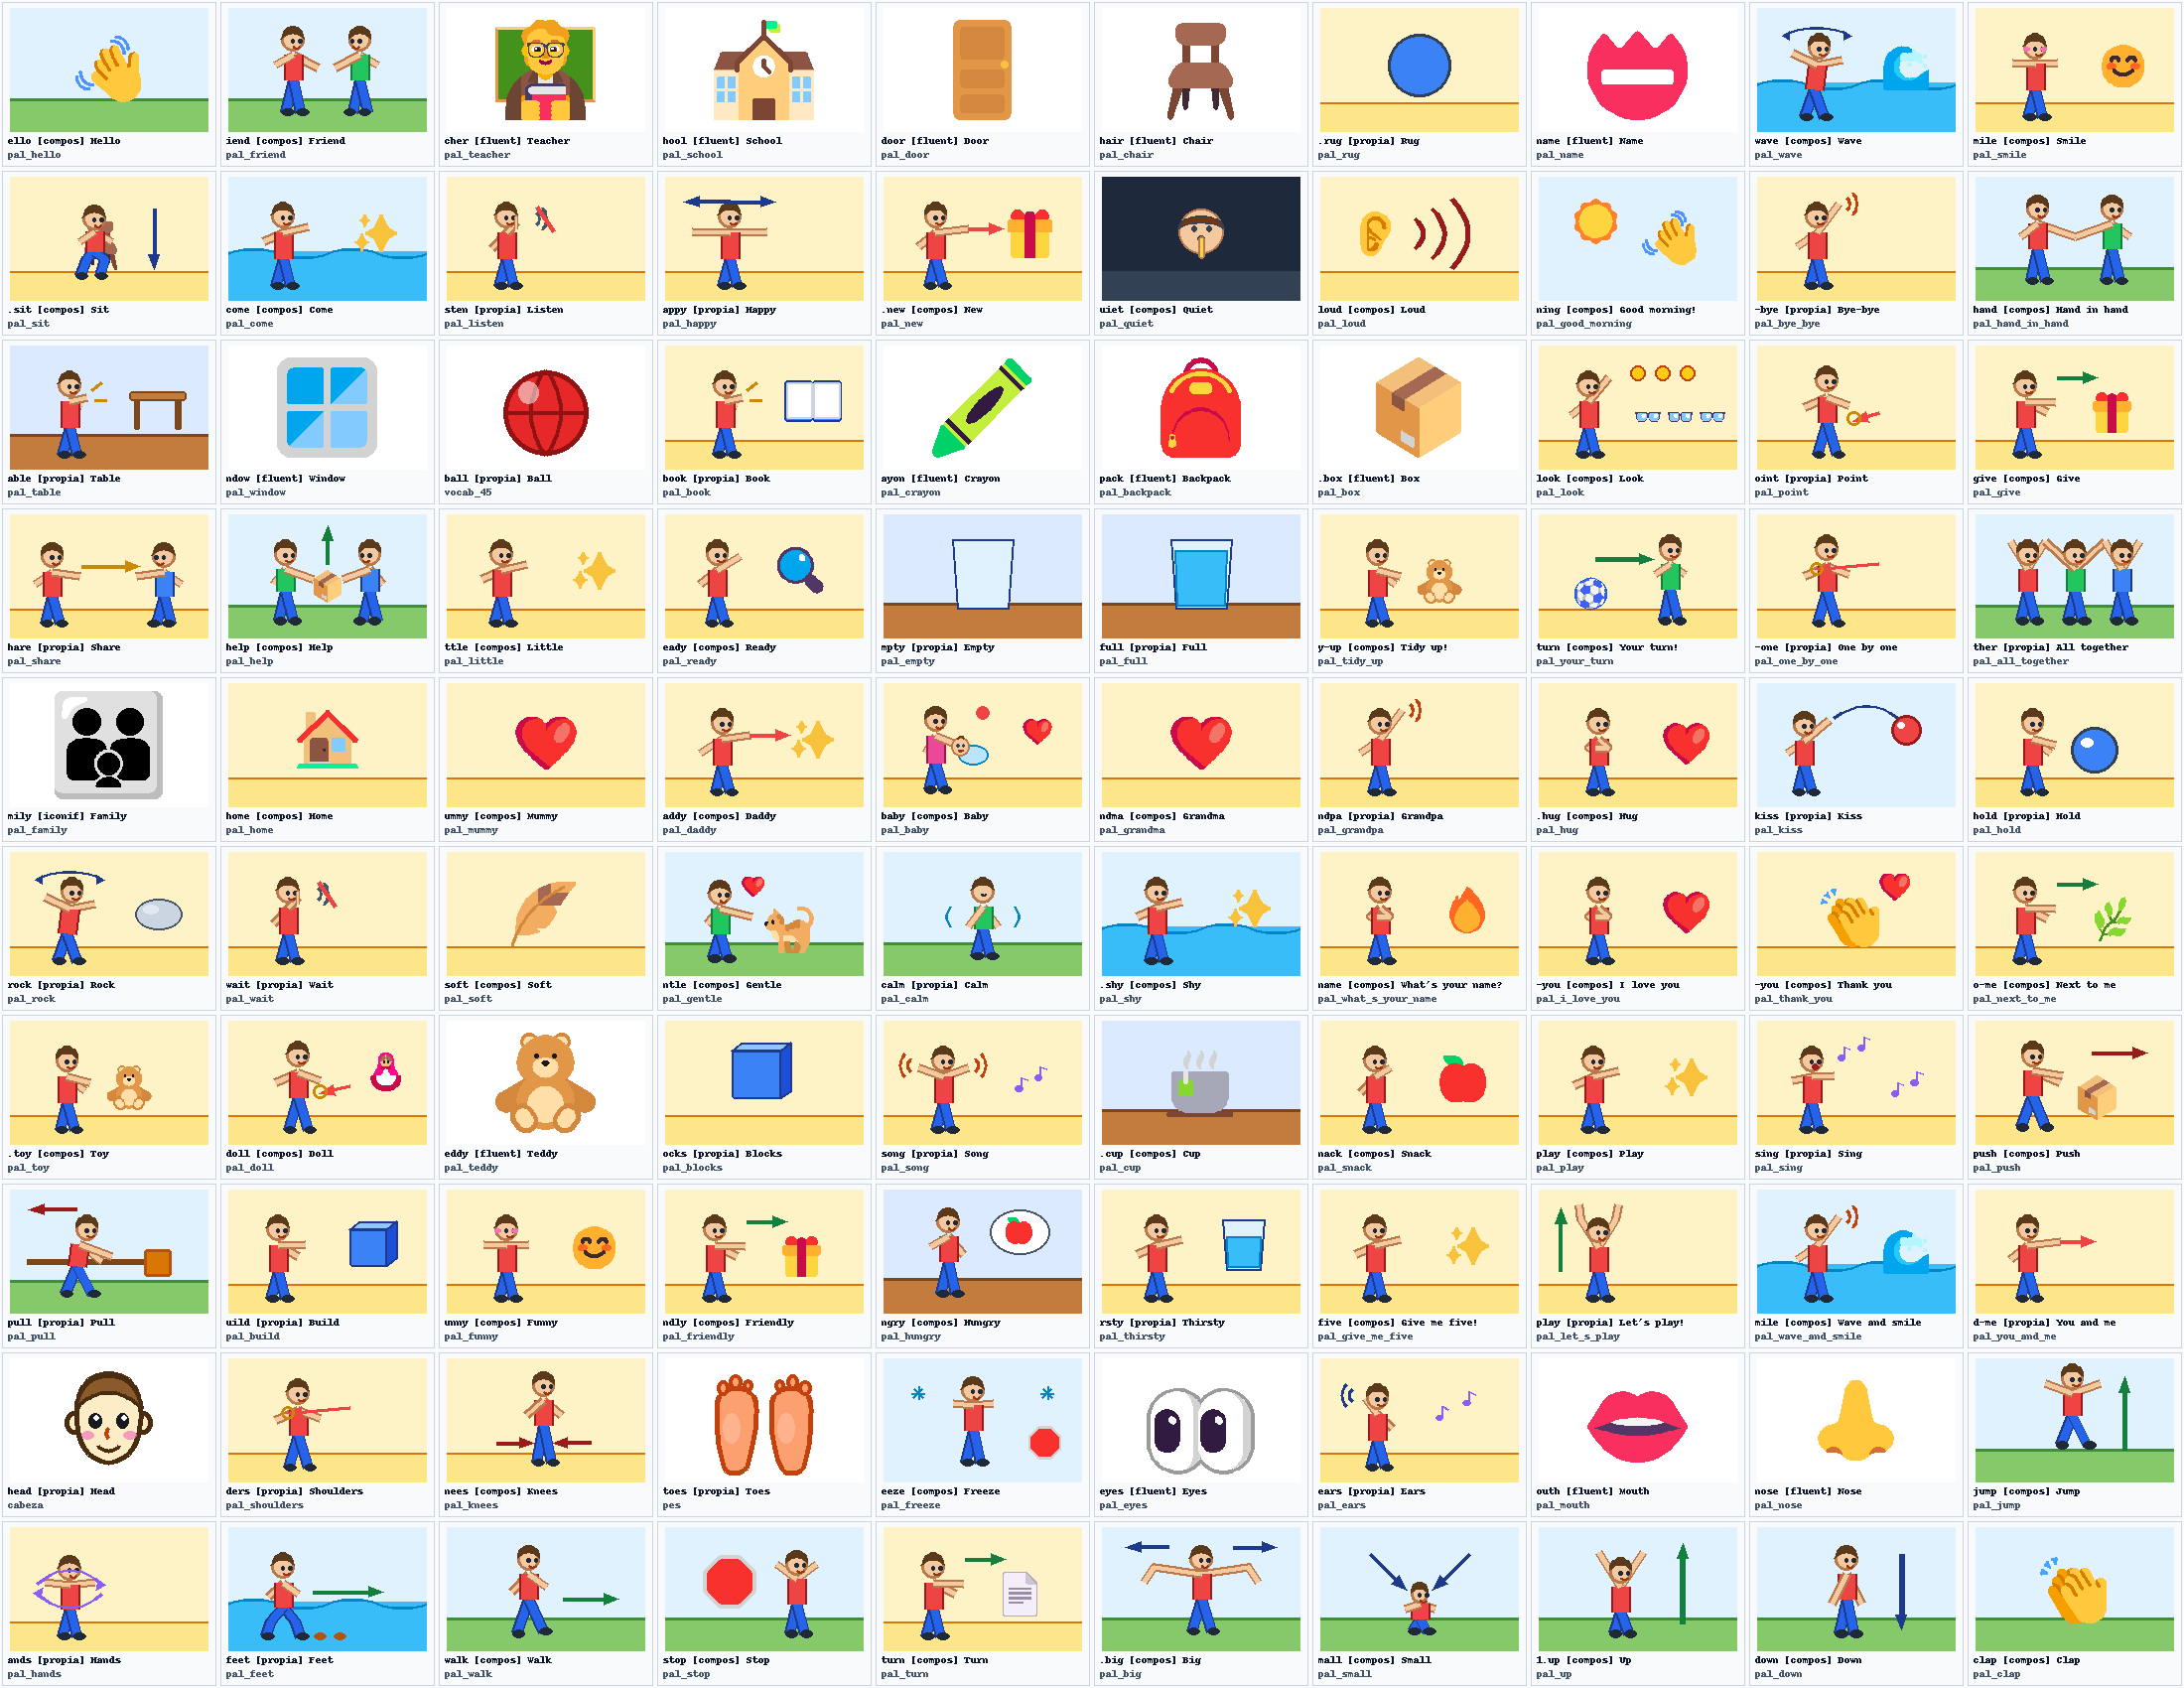 ello [compos] Hello
pal_hello
iend [compos] Friend
pal_friend
cher [fluent] Teacher
pal_teacher
hool [fluent] School
pal_school
door [fluent] Door
pal_door
hair [fluent] Chair
pal_chair
.rug [propia] Rug
pal_rug
name [fluent] Name
pal_name
wave [compos] Wave
pal_wave
mile [compos] Smile
pal_smile
.sit [compos] Sit
pal_sit
come [compos] Come
pal_come
sten [propia] Listen
pal_listen
appy [propia] Happy
pal_happy
.new [compos] New
pal_new
uiet [compos] Quiet
pal_quiet
loud [compos] Loud
pal_loud
ning [compos] Good morning!
pal_good_morning
-bye [propia] Bye-bye
pal_bye_bye
hand [compos] Hand in hand
pal_hand_in_hand
able [propia] Table
pal_table
ndow [fluent] Window
pal_window
ball [propia] Ball
vocab_45
book [propia] Book
pal_book
ayon [fluent] Crayon
pal_crayon
pack [fluent] Backpack
pal_backpack
.box [fluent] Box
pal_box
look [compos] Look
pal_look
oint [propia] Point
pal_point
give [compos] Give
pal_give
hare [propia] Share
pal_share
help [compos] Help
pal_help
ttle [compos] Little
pal_little
eady [compos] Ready
pal_ready
mpty [propia] Empty
pal_empty
full [propia] Full
pal_full
y-up [compos] Tidy up!
pal_tidy_up
turn [compos] Your turn!
pal_your_turn
-one [propia] One by one
pal_one_by_one
ther [propia] All together
pal_all_together
mily [iconif] Family
pal_family
home [compos] Home
pal_home
ummy [compos] Mummy
pal_mummy
addy [compos] Daddy
pal_daddy
baby [compos] Baby
pal_baby
ndma [compos] Grandma
pal_grandma
ndpa [propia] Grandpa
pal_grandpa
.hug [compos] Hug
pal_hug
kiss [propia] Kiss
pal_kiss
hold [propia] Hold
pal_hold
rock [propia] Rock
pal_rock
wait [propia] Wait
pal_wait
soft [compos] Soft
pal_soft
ntle [compos] Gentle
pal_gentle
calm [propia] Calm
pal_calm
.shy [compos] Shy
pal_shy
name [compos] What's your name?
pal_what_s_your_name
-you [compos] I love you
pal_i_love_you
-you [compos] Thank you
pal_thank_you
o-me [compos] Next to me
pal_next_to_me
.toy [compos] Toy
pal_toy
doll [compos] Doll
pal_doll
eddy [fluent] Teddy
pal_teddy
ocks [propia] Blocks
pal_blocks
song [propia] Song
pal_song
.cup [compos] Cup
pal_cup
nack [compos] Snack
pal_snack
play [compos] Play
pal_play
sing [propia] Sing
pal_sing
push [compos] Push
pal_push
pull [propia] Pull
pal_pull
uild [propia] Build
pal_build
unny [compos] Funny
pal_funny
ndly [compos] Friendly
pal_friendly
ngry [compos] Hungry
pal_hungry
rsty [propia] Thirsty
pal_thirsty
five [compos] Give me five!
pal_give_me_five
play [propia] Let's play!
pal_let_s_play
mile [compos] Wave and smile
pal_wave_and_smile
d-me [propia] You and me
pal_you_and_me
head [propia] Head
cabeza
ders [propia] Shoulders
pal_shoulders
nees [compos] Knees
pal_knees
toes [propia] Toes
pes
eeze [compos] Freeze
pal_freeze
eyes [fluent] Eyes
pal_eyes
ears [propia] Ears
pal_ears
outh [fluent] Mouth
pal_mouth
nose [fluent] Nose
pal_nose
jump [compos] Jump
pal_jump
ands [propia] Hands
pal_hands
feet [propia] Feet
pal_feet
walk [compos] Walk
pal_walk
stop [compos] Stop
pal_stop
turn [compos] Turn
pal_turn
.big [compos] Big
pal_big
mall [compos] Small
pal_small
1.up [compos] Up
pal_up
down [compos] Down
pal_down
clap [compos] Clap
pal_clap